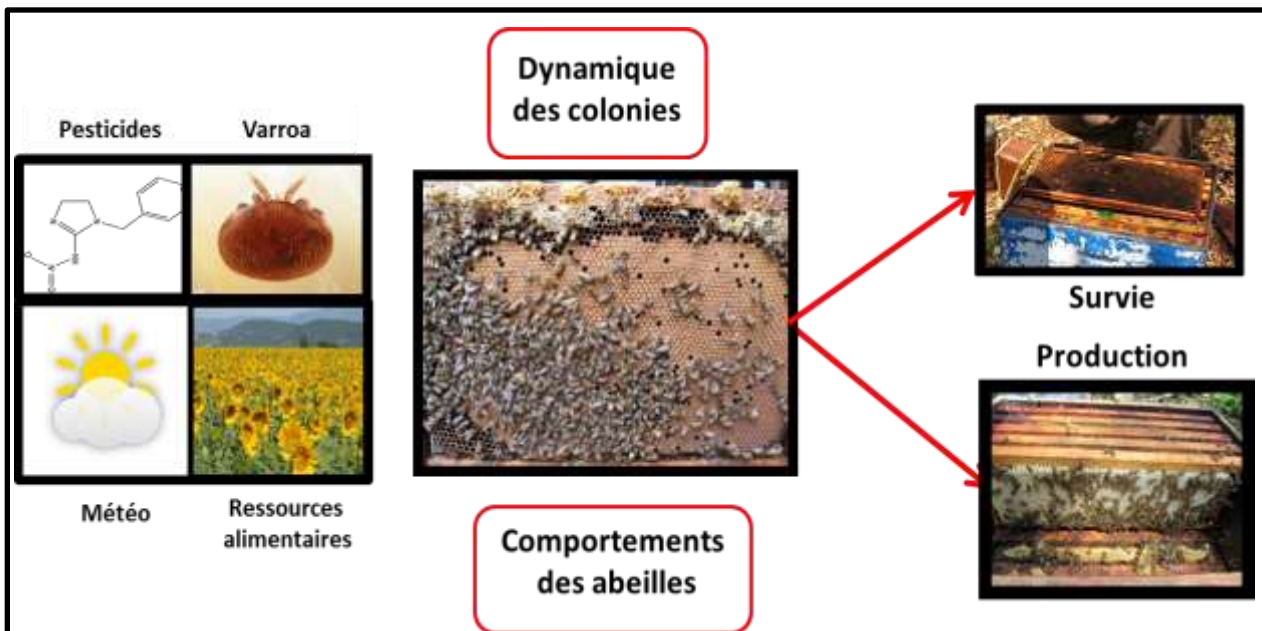 Dynamique
des colonies
Pesticides
Varroa
Survie
Production
Météo
Ressources
alimentaires
Comportements
des abeilles